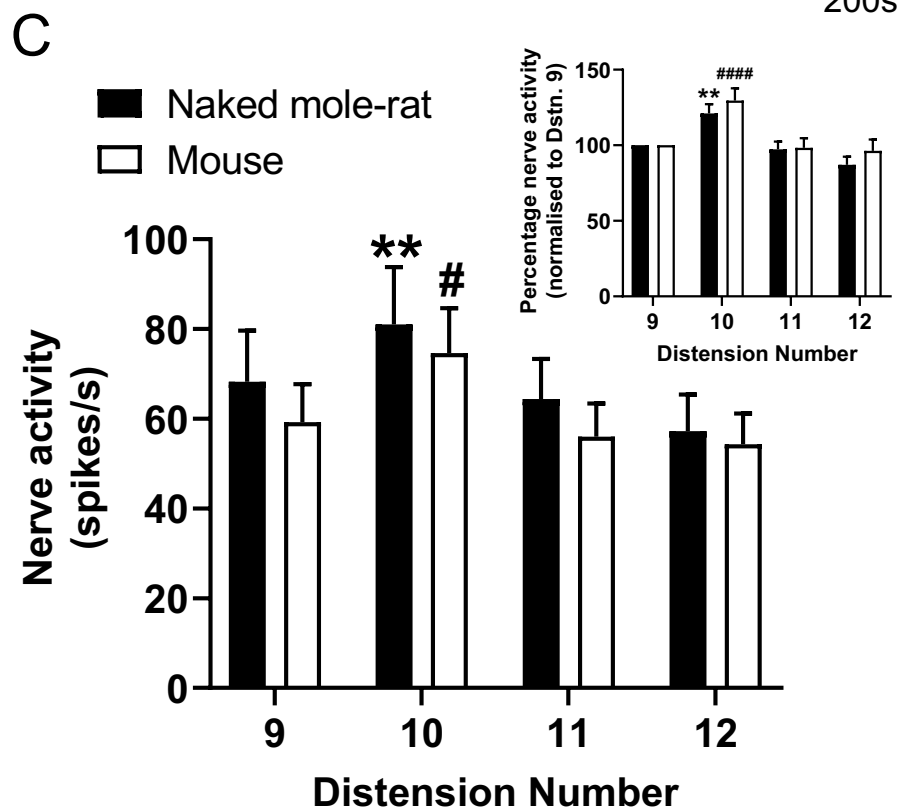 200s
C
Naked mole-rat
Mouse
Nerve activity
(spikes/s)
100
80
60
40
20
0
**
#
9 10 11 12
Distension Number
Percentage nerve activity
(normalised to Dstn. 9)
150
100
50
0
**
####
9 10 11 12
Distension Number